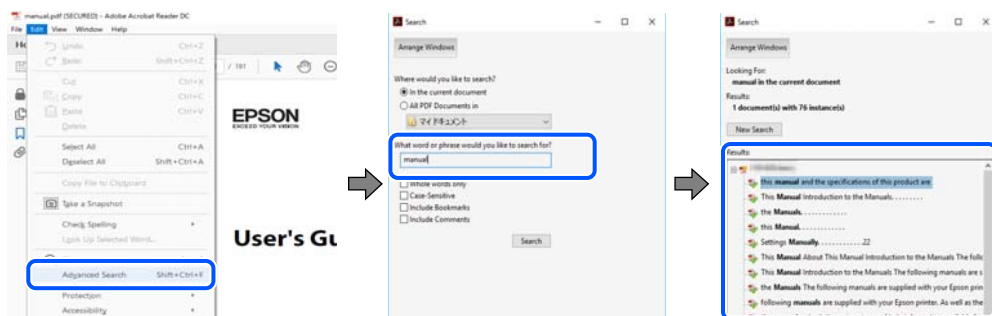 manual.pdf (SECURED) - Adobe Acrobat Reader DC
File Edit View Window Help
Undo Ctrl+Z
Redo Shift+Ctrl+Z
Cut Ctrl+X
Copy Ctrl+C
Paste Ctrl+V
Delete
Select All Ctrl+A
Deselect All Shift+Ctrl+A
Copy File to Clipboard
Take a Snapshot
Check Spelling
Look Up Selected Word...
Advanced Search Shift+Ctrl+F
Protection
Accessibility
/ 191
EPSON
EXCEED YOUR VISION
User's Gu
Search
Arrange Windows
Where would you like to search?
In the current document
All PDF Documents in
マイドキュメント
What word or phrase would you like to search for?
manual
Whole words only
Case-Sensitive
Include Bookmarks
Include Comments
Search
Search
Arrange Windows
Looking For:
manual in the current document
Results:
1 document(s) with 76 instance(s)
New Search
Results:
this manual and the specifications of this product are
This Manual Introduction to the Manuals. . . . . . . . .
the Manuals. . . . . . . . . . . . .
this Manual. . . . . . . . . . . . .
Settings Manually. . . . . . . . . . . . .22
This Manual About This Manual Introduction to the Manuals The follo
This Manual Introduction to the Manuals The following manuals are s
the Manuals The following manuals are supplied with your Epson prin
following manuals are supplied with your Epson printer. As well as the